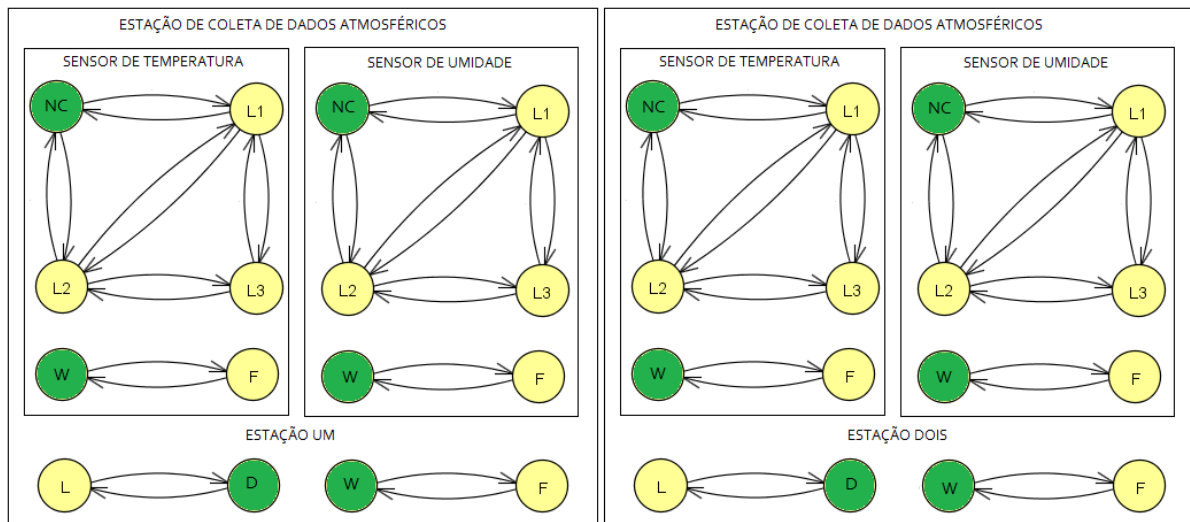 ESTAÇÃO DE COLETA DE DADOS ATMOSFÉRICOS
SENSOR DE TEMPERATURA
NC
L1
L2
L3
W
F
SENSOR DE UMIDADE
NC
L1
L2
L3
W
F
ESTAÇÃO UM
L
D
W
F
ESTAÇÃO DE COLETA DE DADOS ATMOSFÉRICOS
SENSOR DE TEMPERATURA
NC
L1
L2
L3
W
F
SENSOR DE UMIDADE
NC
L1
L2
L3
W
F
ESTAÇÃO DOIS
L
D
W
F